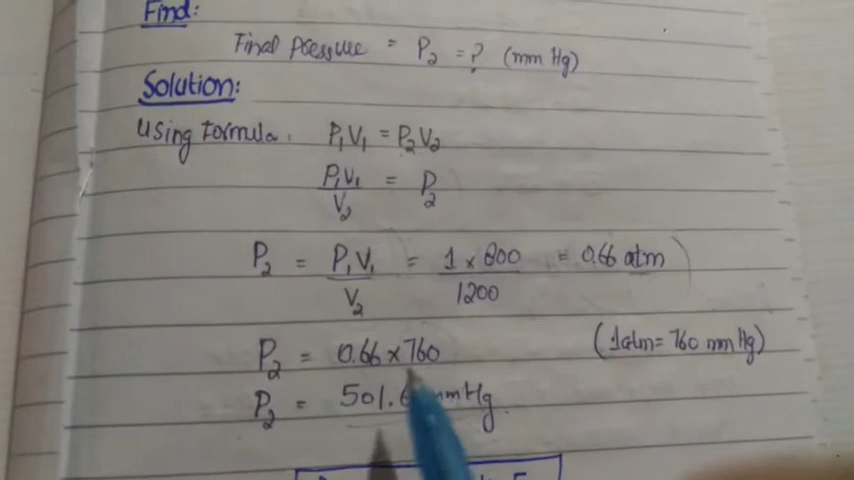 Find:
Final Pressure = P₂ = ? (mm Hg)
Solution:
Using Formula. P₁V₁ = P₂V₂
P₁V₁/V₂ = P₂
P₂ = P₁V₁/V₂ = 1 × 800/1200 = 0.66 atm
P₂ = 0.66 × 760 (1atm = 760 mm Hg)
P₂ = 501. mmHg